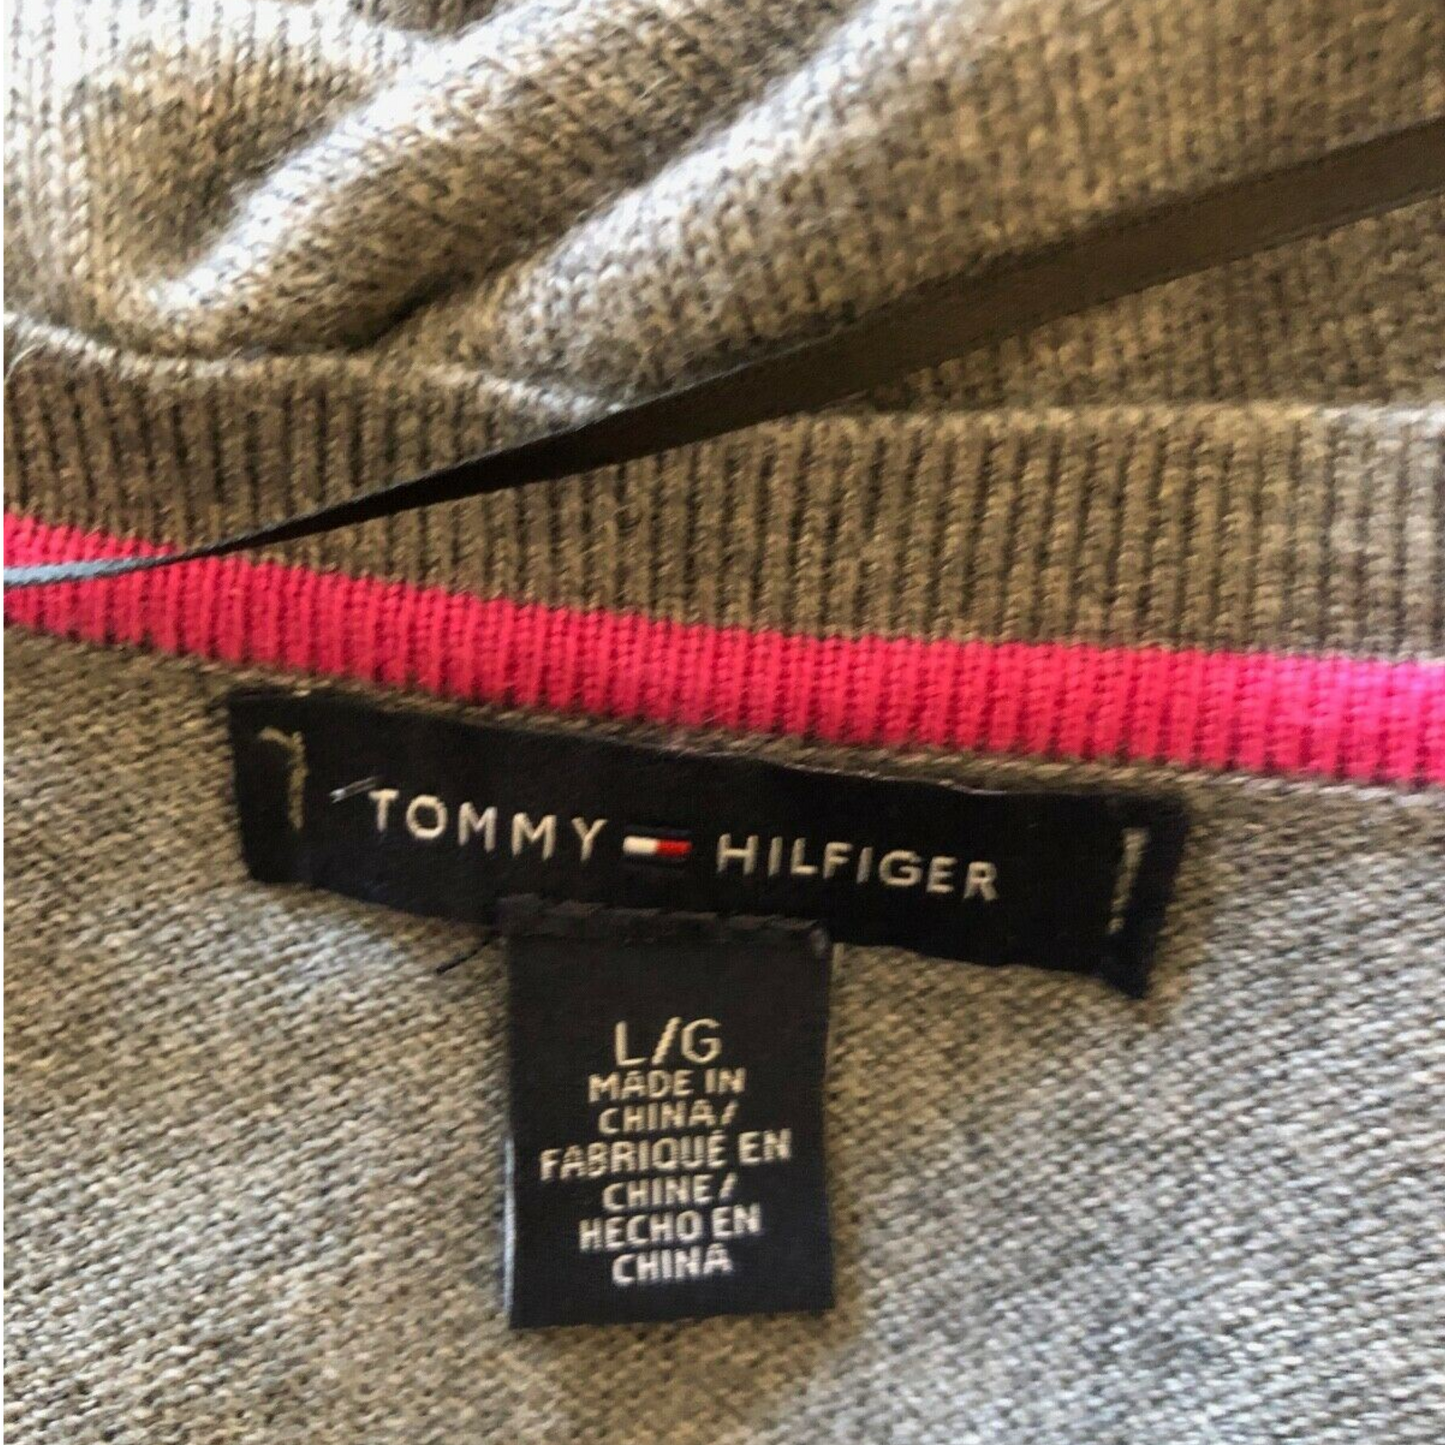 TOMMY HILFIGER
L/G
MADE IN
CHINA/
FABRIQUÉ EN
CHINE/
HECHO EN
CHINA